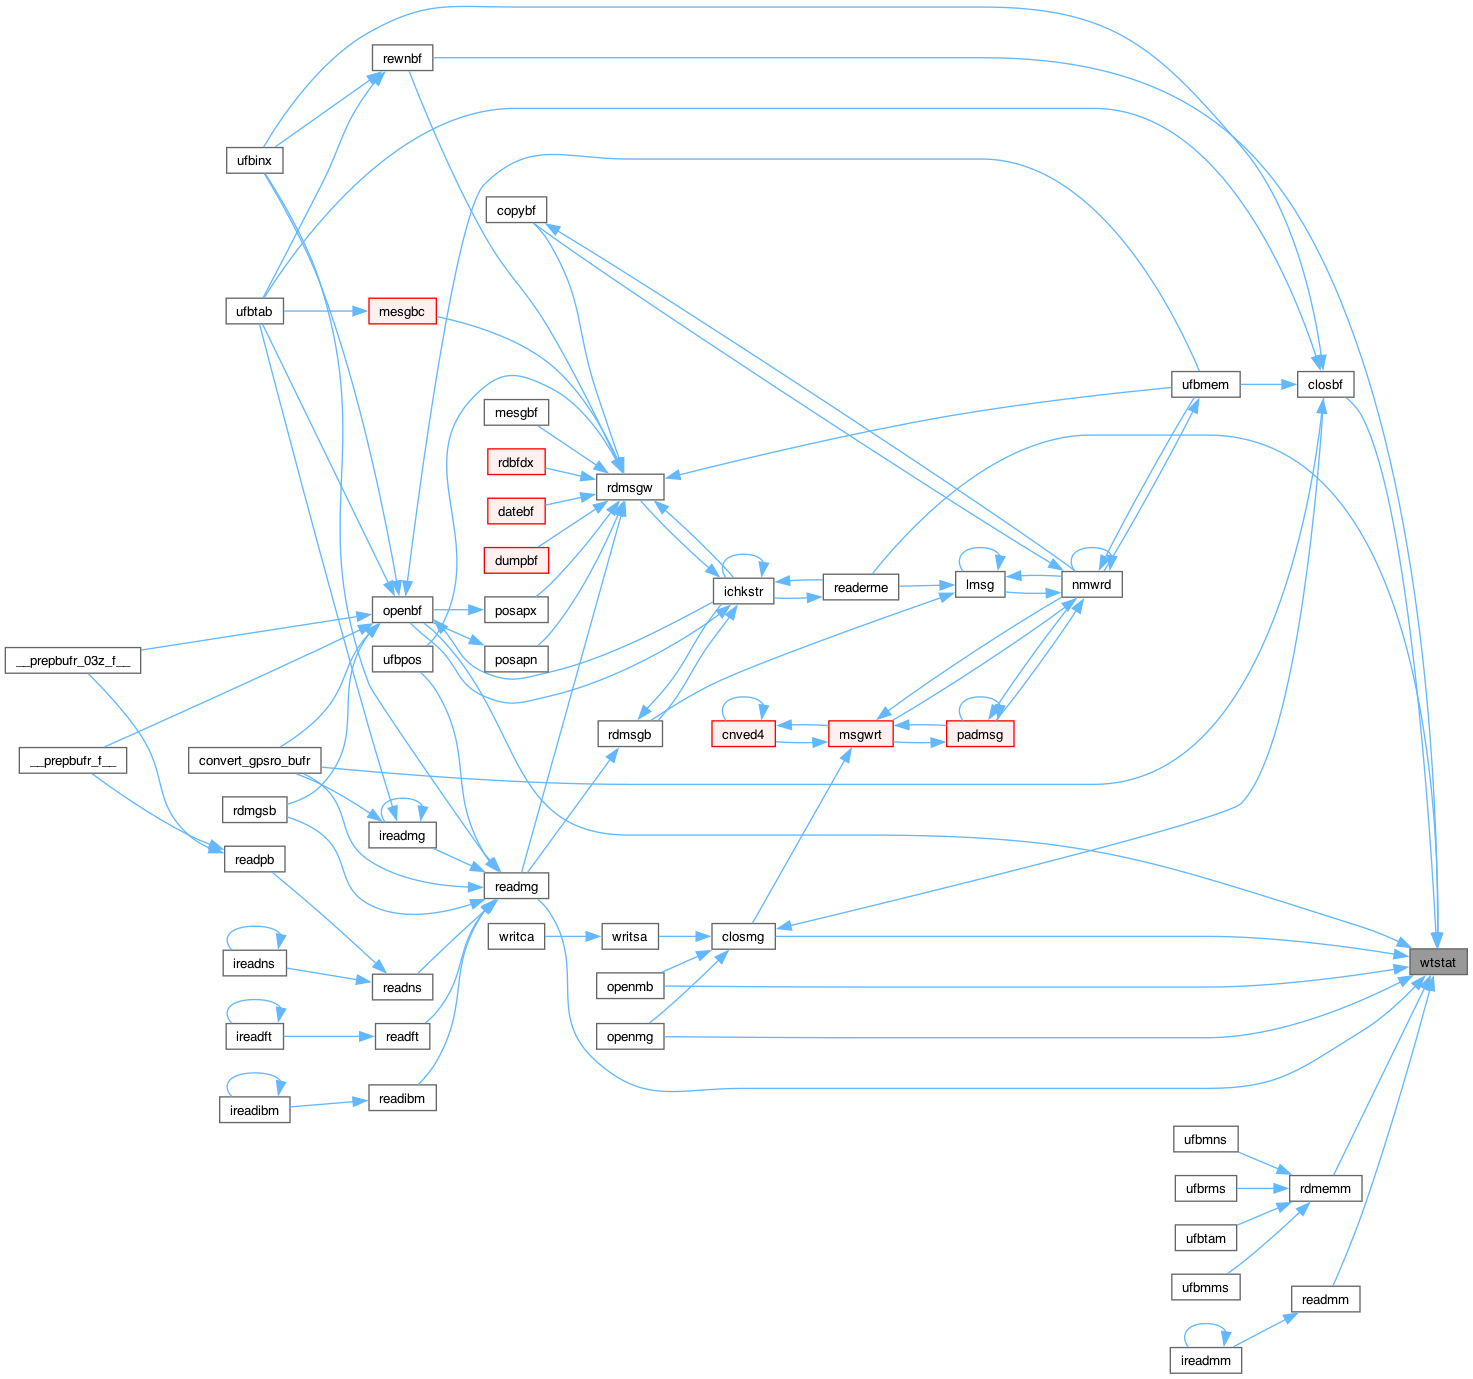 rewnbf
ufbinx
copybf
ufbtab
mesgbc
ufbmem
closbf
mesgbf
rdbfdx
rdmsgw
datebf
dumpbf
ichkstr
readerme
lmsg
nmwrd
openbf
posapx
__prepbufr_03z_f__
ufbpos
posapn
rdmsgb
cnved4
msgwrt
padmsg
__prepbufr_f__
convert_gpsro_bufr
rdmgsb
ireadmg
readpb
readmg
writca
writsa
closmg
ireadns
readns
openmb
wtstat
ireadft
readft
openmg
ireadibm
readibm
ufbmns
ufbrms
rdmemm
ufbtam
ufbmms
readmm
ireadmm